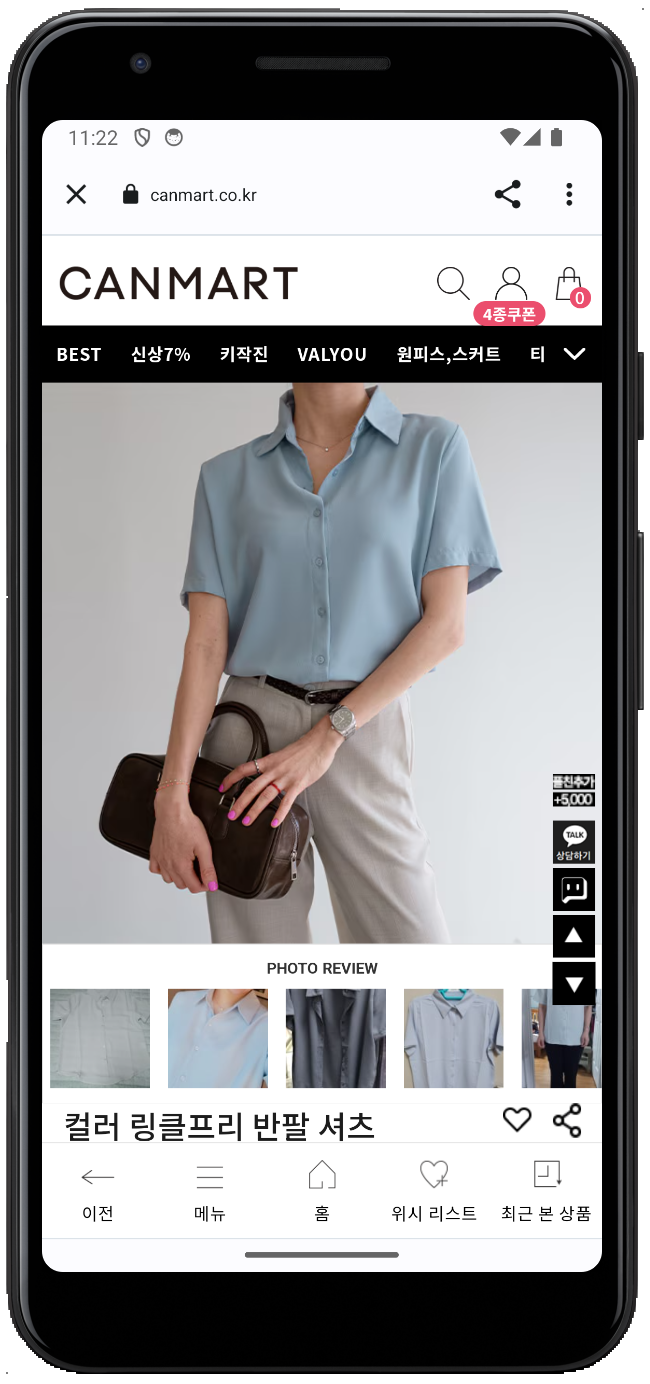 11:22
canmart.co.kr
CANMART
0
4종쿠폰
BEST 신상7% 키작진 VALYOU 원피스,스커트 티
플친추가
+5,000
TALK
상담하기
PHOTO REVIEW
컬러 링클프리 반팔 셔츠
이전 메뉴 홈 위시 리스트 최근 본 상품